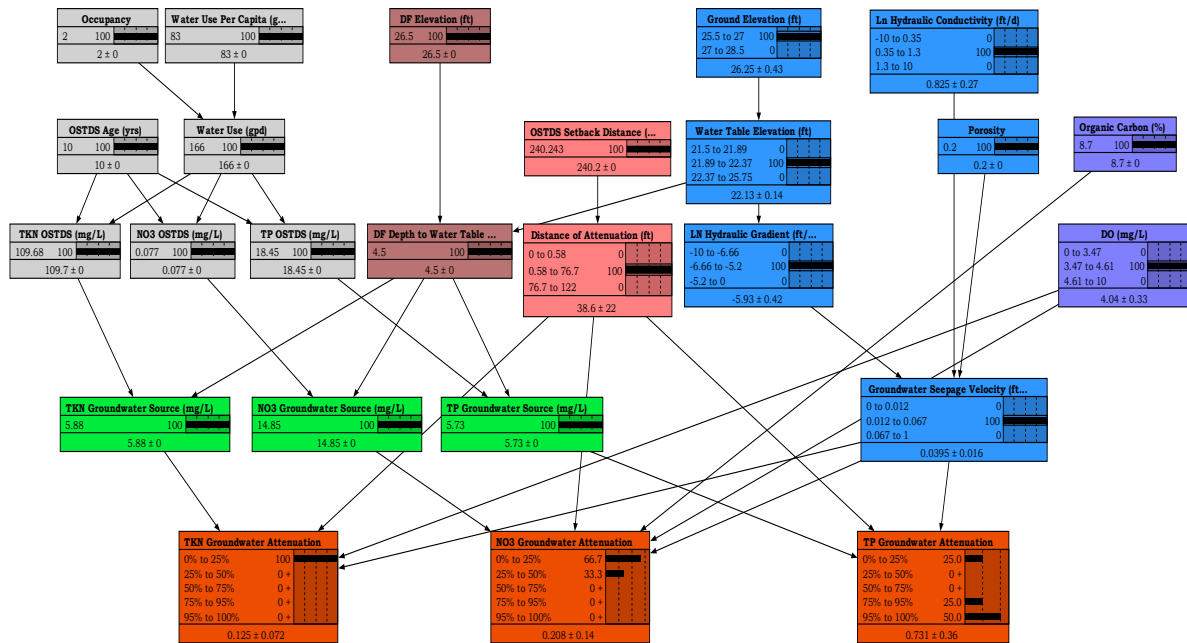 Occupancy
2 100
2 ± 0
Water Use Per Capita (g...
83 100
83 ± 0
DF Elevation (ft)
26.5 100
26.5 ± 0
Ground Elevation (ft)
25.5 to 27 100
27 to 28.5 0
26.25 ± 0.43
Ln Hydraulic Conductivity (ft/d)
-10 to 0.35 0
0.35 to 1.3 100
1.3 to 10 0
0.825 ± 0.27
OSTDS Age (yrs)
10 100
10 ± 0
Water Use (gpd)
166 100
166 ± 0
OSTDS Setback Distance (...
240.243 100
240.2 ± 0
Water Table Elevation (ft)
21.5 to 21.89 0
21.89 to 22.37 100
22.37 to 25.75 0
22.13 ± 0.14
Porosity
0.2 100
0.2 ± 0
Organic Carbon (%)
8.7 100
8.7 ± 0
TKN OSTDS (mg/L)
109.68 100
109.7 ± 0
NO3 OSTDS (mg/L)
0.077 100
0.077 ± 0
TP OSTDS (mg/L)
18.45 100
18.45 ± 0
DF Depth to Water Table ...
4.5 100
4.5 ± 0
Distance of Attenuation (ft)
0 to 0.58 0
0.58 to 76.7 100
76.7 to 122 0
38.6 ± 22
LN Hydraulic Gradient (ft/...
-10 to -6.66 0
-6.66 to -5.2 100
-5.2 to 0 0
-5.93 ± 0.42
DO (mg/L)
0 to 3.47 0
3.47 to 4.61 100
4.61 to 10 0
4.04 ± 0.33
TKN Groundwater Source (mg/L)
5.88 100
5.88 ± 0
NO3 Groundwater Source (mg/L)
14.85 100
14.85 ± 0
TP Groundwater Source (mg/L)
5.73 100
5.73 ± 0
Groundwater Seepage Velocity (ft...
0 to 0.012 0
0.012 to 0.067 100
0.067 to 1 0
0.0395 ± 0.016
TKN Groundwater Attenuation
0% to 25% 100
25% to 50% 0 +
50% to 75% 0 +
75% to 95% 0 +
95% to 100% 0 +
0.125 ± 0.072
NO3 Groundwater Attenuation
0% to 25% 66.7
25% to 50% 33.3
50% to 75% 0 +
75% to 95% 0 +
95% to 100% 0 +
0.208 ± 0.14
TP Groundwater Attenuation
0% to 25% 25.0
25% to 50% 0 +
50% to 75% 0 +
75% to 95% 25.0
95% to 100% 50.0
0.731 ± 0.36